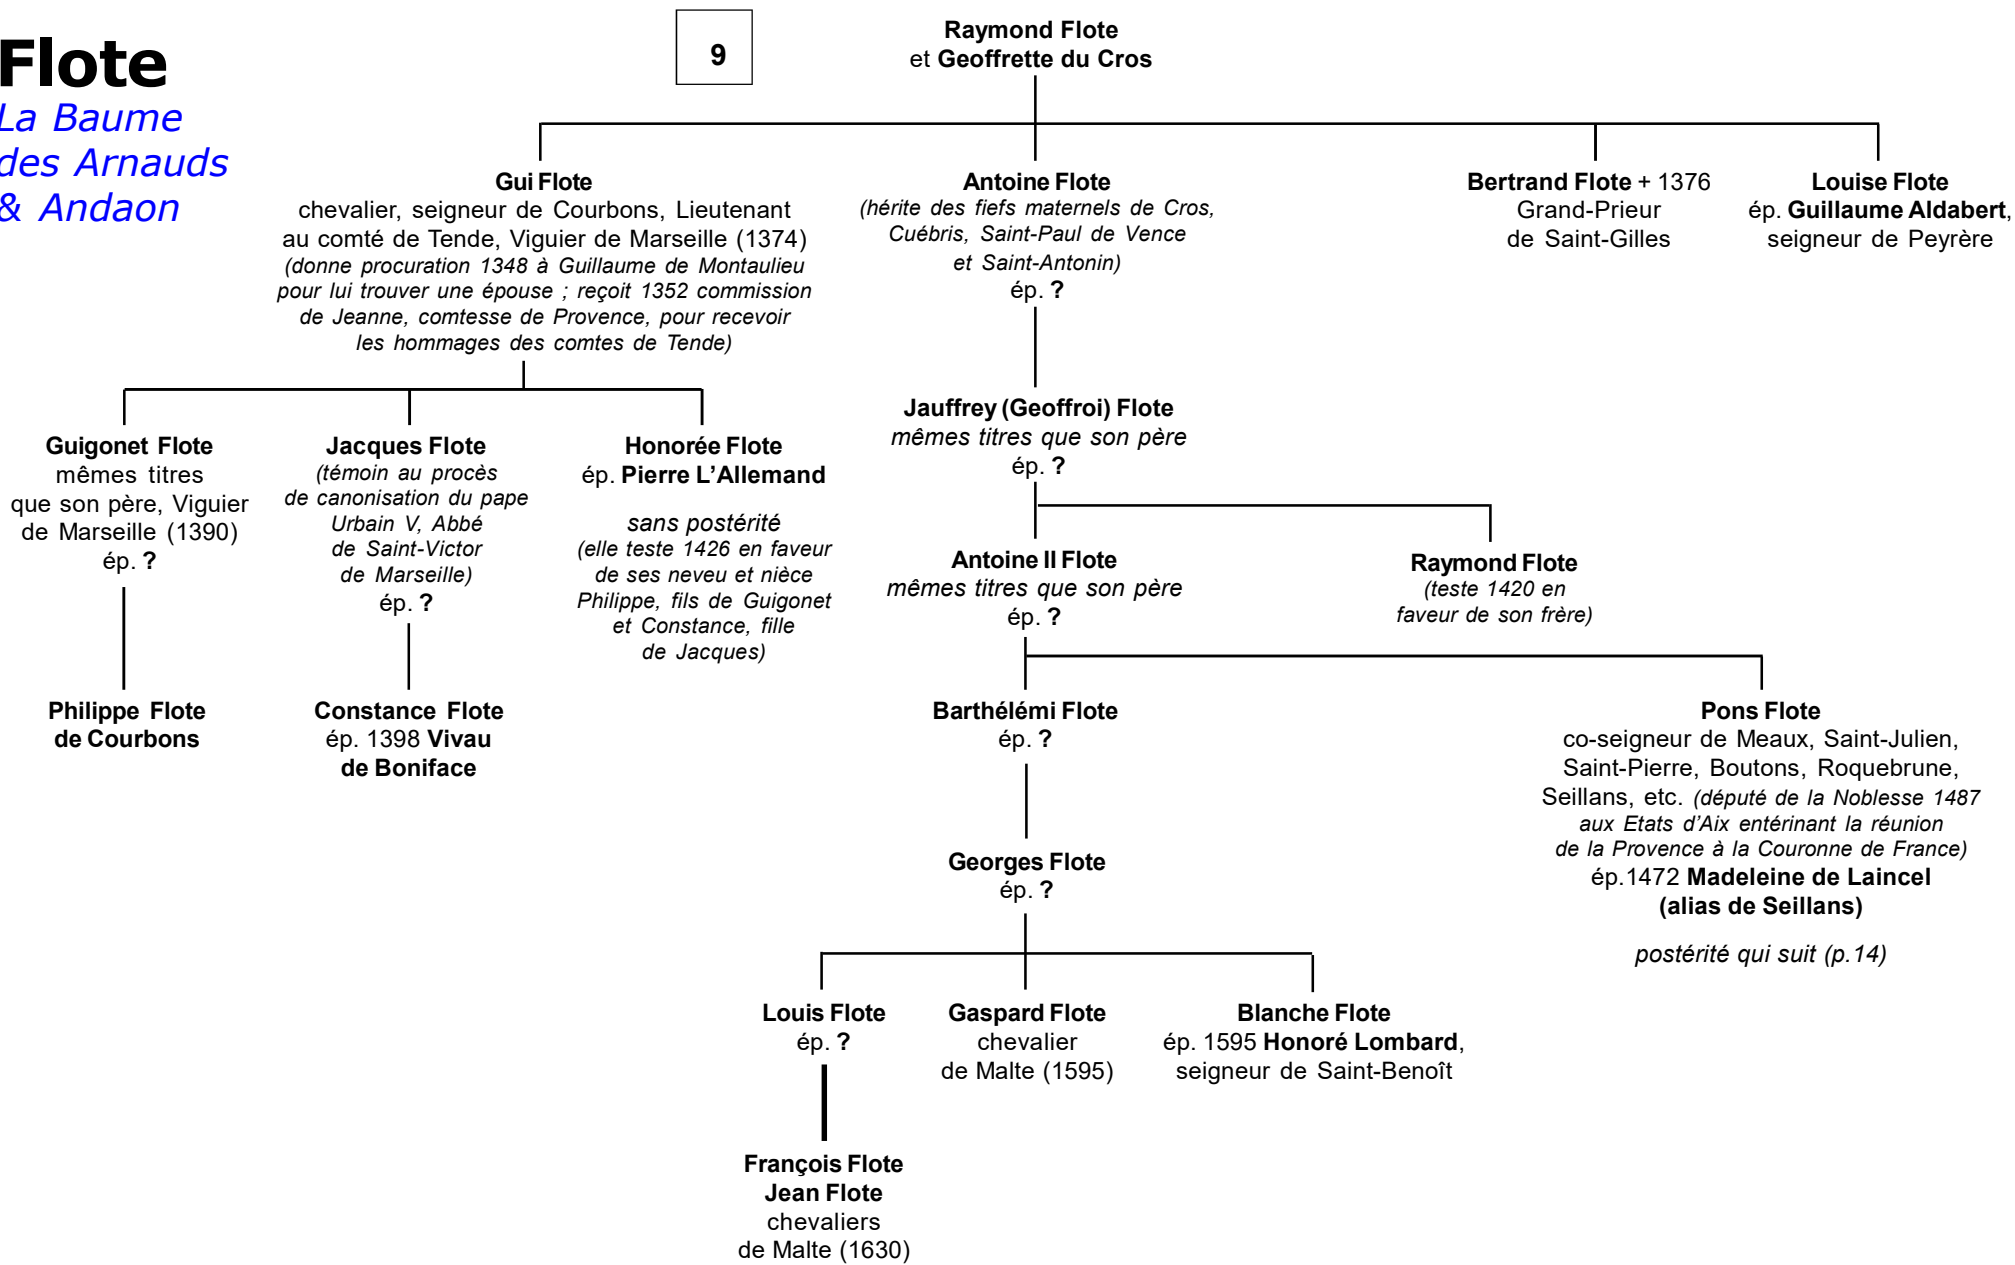 Flote
La Baume
des Arnauds
& Andaon
9
Raymond Flote
et Geoffrette du Cros
Gui Flote
chevalier, seigneur de Courbons, Lieutenant
au comté de Tende, Viguier de Marseille (1374)
(donne procuration 1348 à Guillaume de Montaulieu
pour lui trouver une épouse ; reçoit 1352 commission
de Jeanne, comtesse de Provence, pour recevoir
les hommages des comtes de Tende)
Antoine Flote
(hérite des fiefs maternels de Cros,
Cuébris, Saint-Paul de Vence
et Saint-Antonin)
ép. ?
Bertrand Flote + 1376
Grand-Prieur
de Saint-Gilles
Louise Flote
ép. Guillaume Aldabert,
seigneur de Peyrère
Guigonet Flote
mêmes titres
que son père, Viguier
de Marseille (1390)
ép. ?
Jacques Flote
(témoin au procès
de canonisation du pape
Urbain V, Abbé
de Saint-Victor
de Marseille)
ép. ?
Honorée Flote
ép. Pierre L'Allemand
sans postérité
(elle teste 1426 en faveur
de ses neveu et nièce
Philippe, fils de Guigonet
et Constance, fille
de Jacques)
Jauffrey (Geoffroi) Flote
mêmes titres que son père
ép. ?
Antoine II Flote
mêmes titres que son père
ép. ?
Raymond Flote
(teste 1420 en
faveur de son frère)
Philippe Flote
de Courbons
Constance Flote
ép. 1398 Vivau
de Boniface
Barthélémi Flote
ép. ?
Pons Flote
co-seigneur de Meaux, Saint-Julien,
Saint-Pierre, Boutons, Roquebrune,
Seillans, etc. (député de la Noblesse 1487
aux Etats d'Aix entérinant la réunion
de la Provence à la Couronne de France)
ép.1472 Madeleine de Laincel
(alias de Seillans)
postérité qui suit (p.14)
Georges Flote
ép. ?
Louis Flote
ép. ?
Gaspard Flote
chevalier
de Malte (1595)
Blanche Flote
ép. 1595 Honoré Lombard,
seigneur de Saint-Benoît
François Flote
Jean Flote
chevaliers
de Malte (1630)